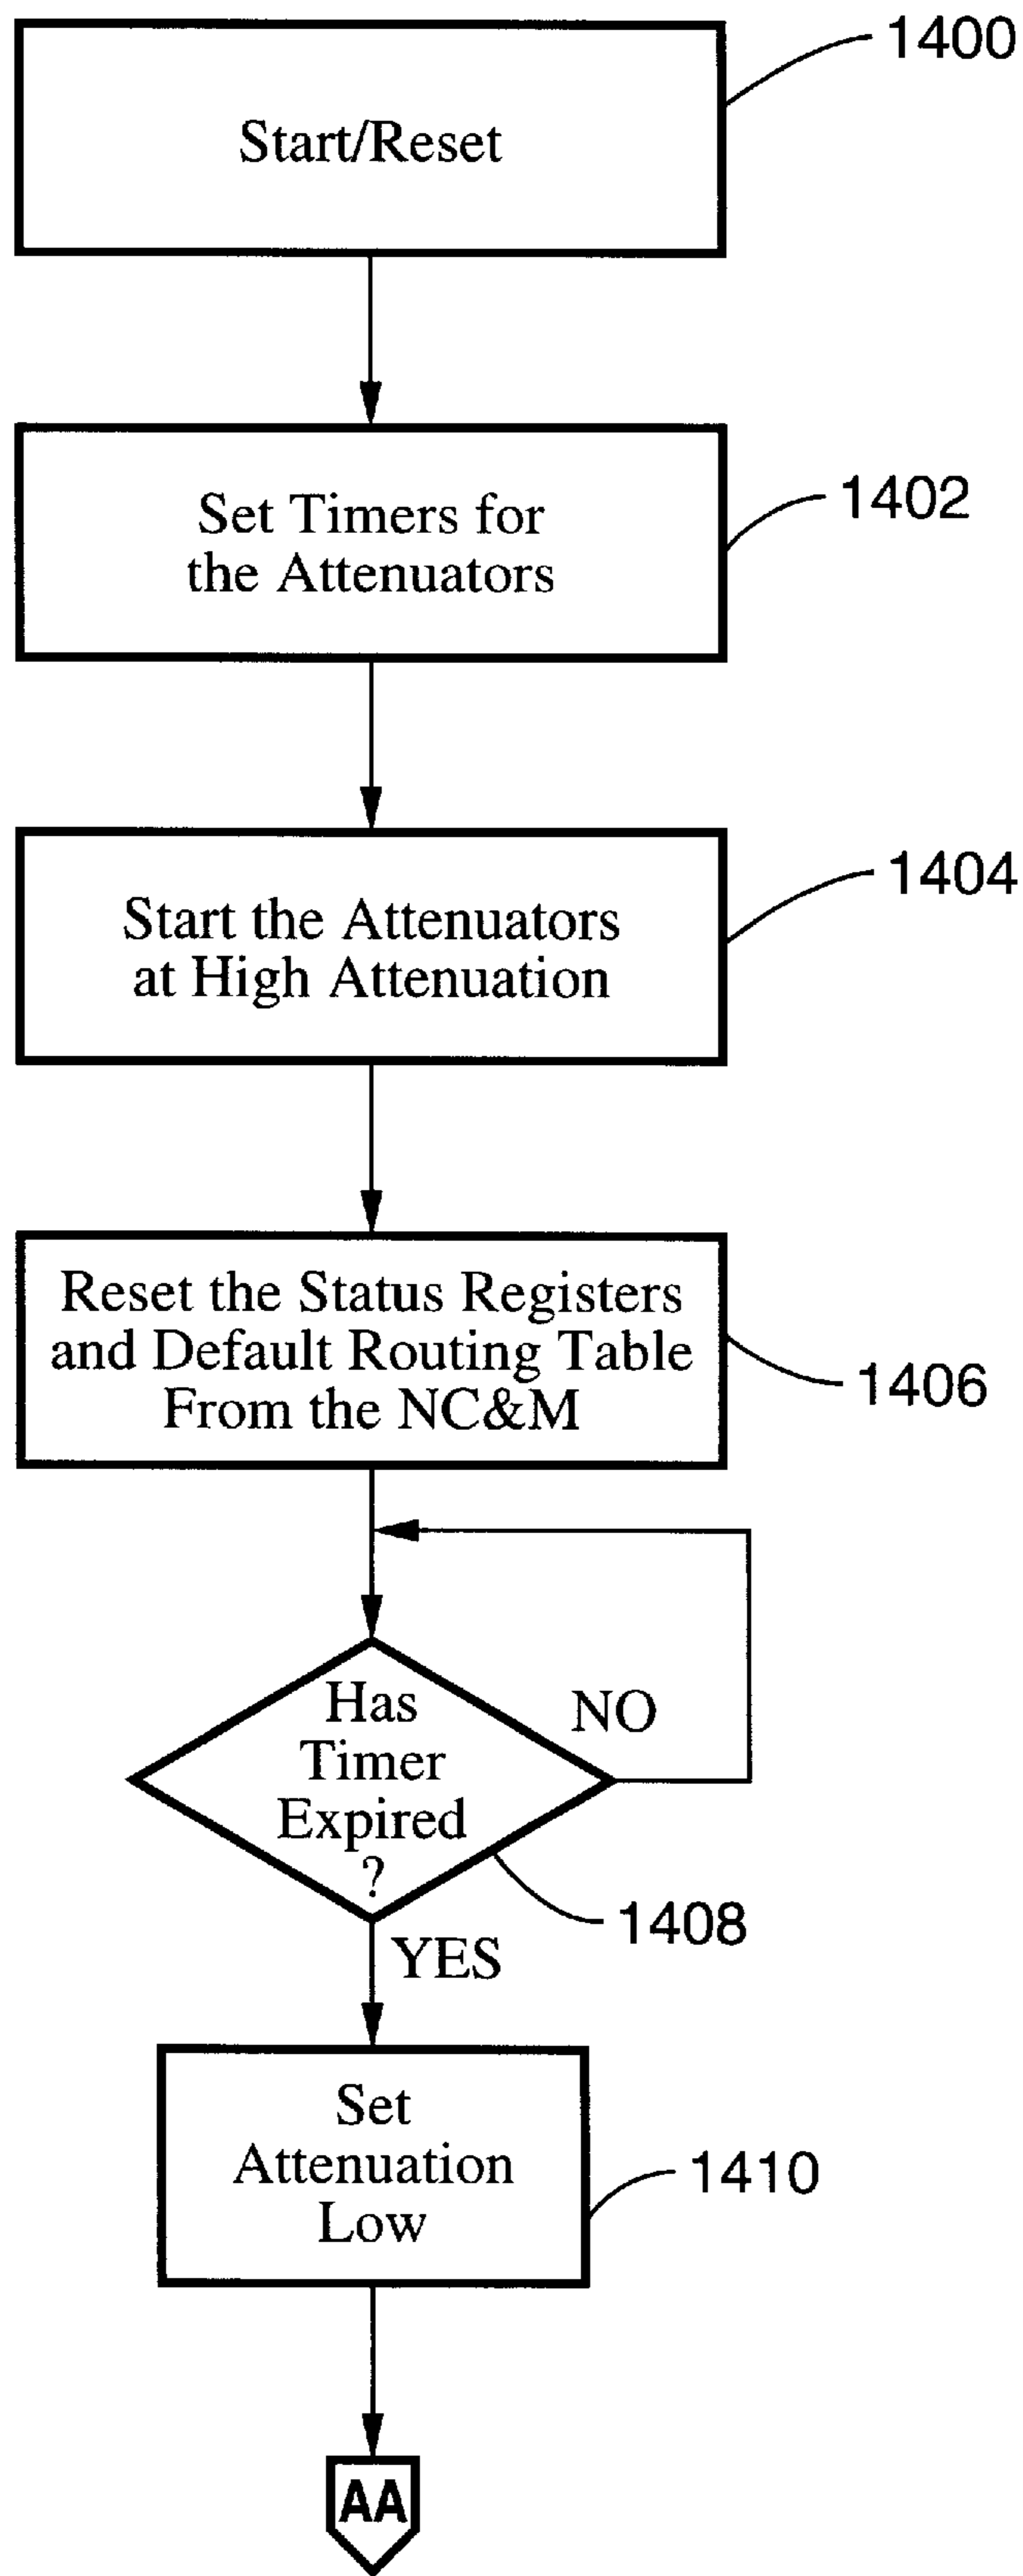 1400
Start/Reset
1402
Set Timers for
the Attenuators
1404
Start the Attenuators
at High Attenuation
Reset the Status Registers
and Default Routing Table
From the NC&M
1406
Has
Timer
Expired
?
NO
1408
YES
Set
Attenuation
Low
1410
AA